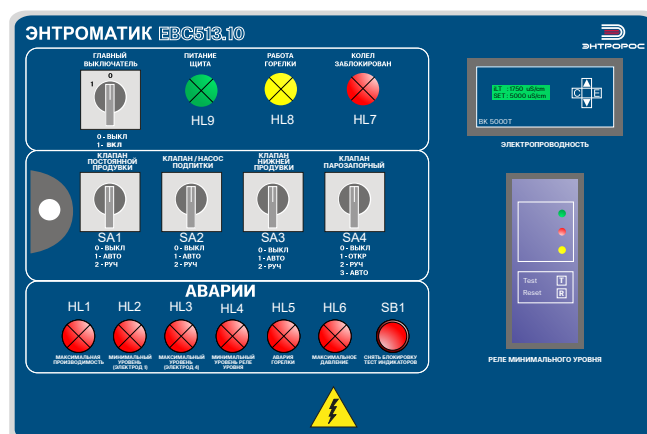 ЭНТРОМАТИК EBC513.10
ЭНТРОРОС
ГЛАВНЫЙ
ВЫКЛЮЧАТЕЛЬ
0
1
0 - ВЫКЛ
1 - ВКЛ
ПИТАНИЕ
ЩИТА
HL9
РАБОТА
ГОРЕЛКИ
HL8
КОЛЕЛ
ЗАБЛОКИРОВАН
HL7
ILT :1750 uS/cm
SET : 5000 uS/cm
C E
BK 5000T
ЭЛЕКТРОПРОВОДНОСТЬ
КЛАПАН
ПОСТОЯННОЙ
ПРОДУВКИ
SA1
0 - ВЫКЛ
1 - АВТО
2 - РУЧ
КЛАПАН / НАСОС
ПОДПИТКИ
SA2
0 - ВЫКЛ
1 - АВТО
2 - РУЧ
КЛАПАН
НИЖНЕЙ
ПРОДУВКИ
SA3
0 - ВЫКЛ
1 - АВТО
2 - РУЧ
КЛАПАН
ПАРОЗАПОРНЫЙ
SA4
0 - ВЫКЛ
1 - ОТКР
2 - РУЧ
3 - АВТО
Test T
Reset R
РЕЛЕ МИНИМАЛЬНОГО УРОВНЯ
АВАРИИ
HL1
МАКСИМАЛЬНАЯ
ПРОИЗВОДИМОСТЬ
HL2
МИНИМАЛЬНЫЙ
УРОВЕНЬ
(ЭЛЕКТРОД 1)
HL3
МАКСИМАЛЬНЫЙ
УРОВЕНЬ
(ЭЛЕКТРОД 4)
HL4
МИНИМАЛЬНЫЙ
УРОВЕНЬ РЕЛЕ
УРОВНЯ
HL5
АВАРИЯ
ГОРЕЛКИ
HL6
МАКСИМАЛЬНОЕ
ДАВЛЕНИЕ
SB1
СНЯТЬ БЛОКИРОВКУ
ТЕСТ ИНДИКАТОРОВ